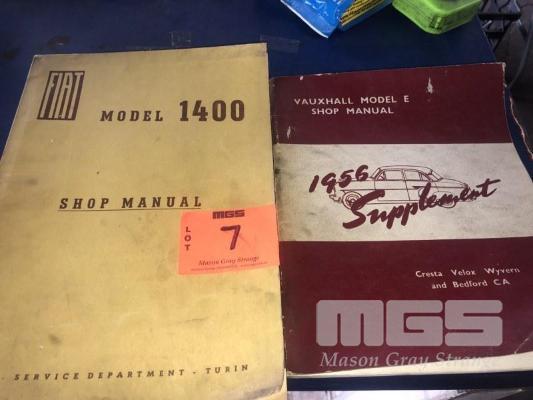 FIAT
MODEL 1400
SHOP MANUAL
SERVICE DEPARTMENT - TURIN
MGS
LOT
7
Mason Gray Strange
VAUXHALL MODEL E
SHOP MANUAL
1956
Supplement
Cresta Velox Wyvern
and Bedford CA
MGS
Mason Gray Strange